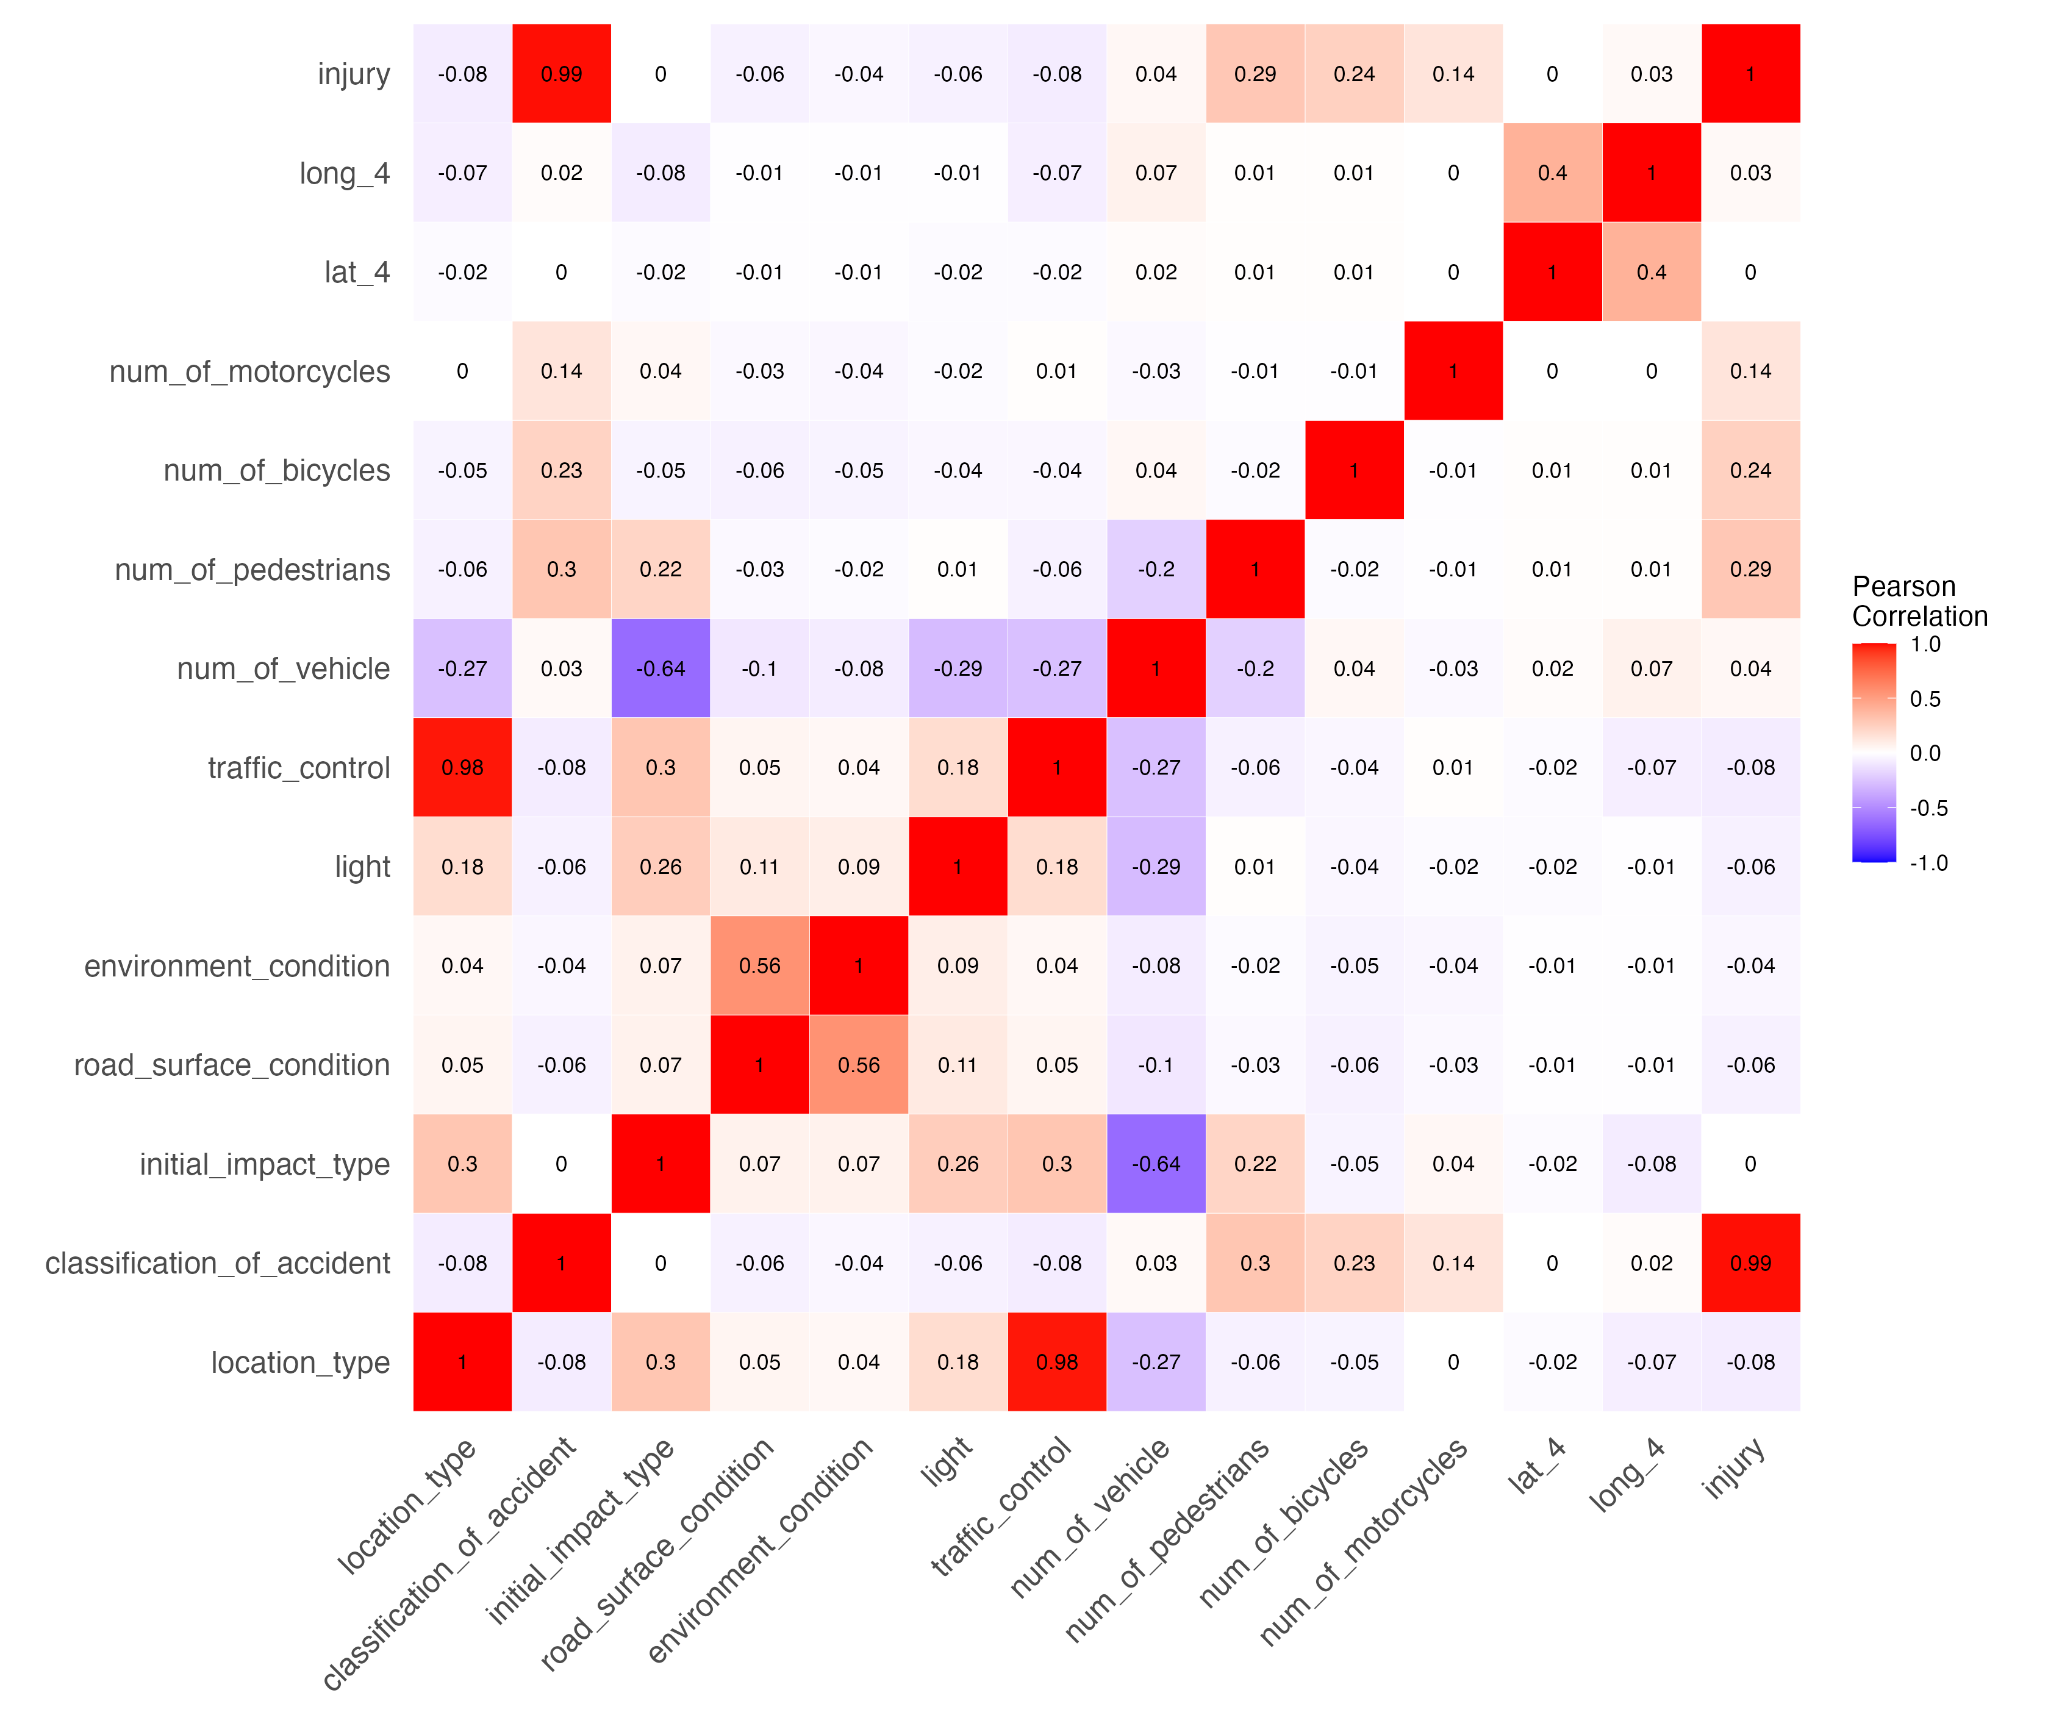 injury -0.08 0.99 0 -0.06 -0.04 -0.06 -0.08 0.04 0.29 0.24 0.14 0 0.03 1
long_4 -0.07 0.02 -0.08 -0.01 -0.01 -0.01 -0.07 0.07 0.01 0.01 0 0.4 1 0.03
lat_4 -0.02 0 -0.02 -0.01 -0.01 -0.02 -0.02 0.02 0.01 0.01 0 1 0.4 0
num_of_motorcycles 0 0.14 0.04 -0.03 -0.04 -0.02 0.01 -0.03 -0.01 -0.01 1 0 0 0.14
num_of_bicycles -0.05 0.23 -0.05 -0.06 -0.05 -0.04 -0.04 0.04 -0.02 1 -0.01 0.01 0.01 0.24
num_of_pedestrians -0.06 0.3 0.22 -0.03 -0.02 0.01 -0.06 -0.2 1 -0.02 -0.01 0.01 0.01 0.29
num_of_vehicle -0.27 0.03 -0.64 -0.1 -0.08 -0.29 -0.27 1 -0.2 0.04 -0.03 0.02 0.07 0.04
traffic_control 0.98 -0.08 0.3 0.05 0.04 0.18 1 -0.27 -0.06 -0.04 0.01 -0.02 -0.07 -0.08
light 0.18 -0.06 0.26 0.11 0.09 1 0.18 -0.29 0.01 -0.04 -0.02 -0.02 -0.01 -0.06
environment_condition 0.04 -0.04 0.07 0.56 1 0.09 0.04 -0.08 -0.02 -0.05 -0.04 -0.01 -0.01 -0.04
road_surface_condition 0.05 -0.06 0.07 1 0.56 0.11 0.05 -0.1 -0.03 -0.06 -0.03 -0.01 -0.01 -0.06
initial_impact_type 0.3 0 1 0.07 0.07 0.26 0.3 -0.64 0.22 -0.05 0.04 -0.02 -0.08 0
classification_of_accident -0.08 1 0 -0.06 -0.04 -0.06 -0.08 0.03 0.3 0.23 0.14 0 0.02 0.99
location_type 1 -0.08 0.3 0.05 0.04 0.18 0.98 -0.27 -0.06 -0.05 0 -0.02 -0.07 -0.08
location_type
classification_of_accident
initial_impact_type
road_surface_condition
environment_condition
light
traffic_control
num_of_vehicle
num_of_pedestrians
num_of_bicycles
num_of_motorcycles
lat_4
long_4
injury
Pearson
Correlation
1.0
0.5
0.0
-0.5
-1.0